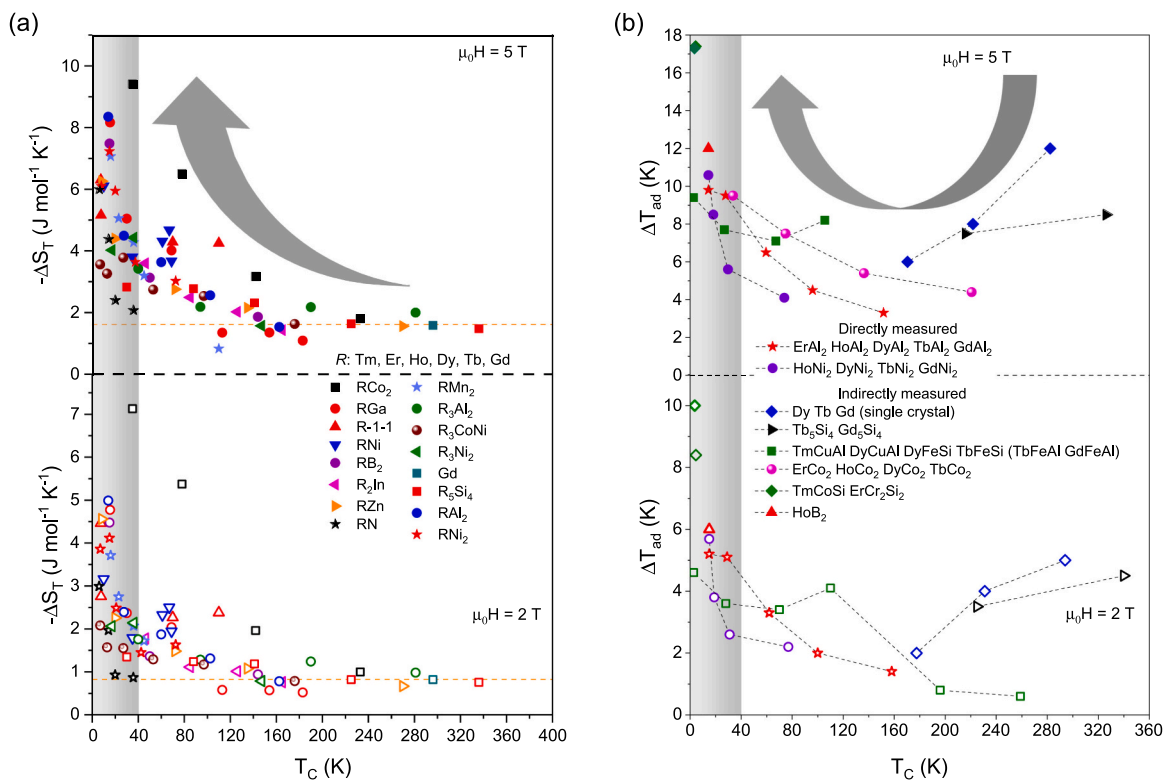 (a)
μ₀H = 5 T
10
8
6
4
2
0
-ΔS_T (J mol⁻¹ K⁻¹)
R: Tm, Er, Ho, Dy, Tb, Gd
RCo₂
RGa
R-1-1
RNi
RB₂
R₂In
RZn
RN
RMn₂
R₃Al₂
R₃CoNi
R₃Ni₂
Gd
R₅Si₄
RAl₂
RNi₂
7
6
5
4
3
2
1
0
-ΔS_T (J mol⁻¹ K⁻¹)
μ₀H = 2 T
0 40 80 120 160 200 240 280 320 360 400
T_C (K)
(b)
μ₀H = 5 T
18
16
14
12
10
8
6
4
2
0
ΔT_ad (K)
Directly measured
ErAl₂ HoAl₂ DyAl₂ TbAl₂ GdAl₂
HoNi₂ DyNi₂ TbNi₂ GdNi₂
Indirectly measured
Dy Tb Gd (single crystal)
Tb₅Si₄ Gd₅Si₄
TmCuAl DyCuAl DyFeSi TbFeSi (TbFeAl GdFeAl)
ErCo₂ HoCo₂ DyCo₂ TbCo₂
TmCoSi ErCr₂Si₂
HoB₂
10
8
6
4
2
0
ΔT_ad (K)
μ₀H = 2 T
0 40 80 120 160 200 240 280 320 360
T_C (K)